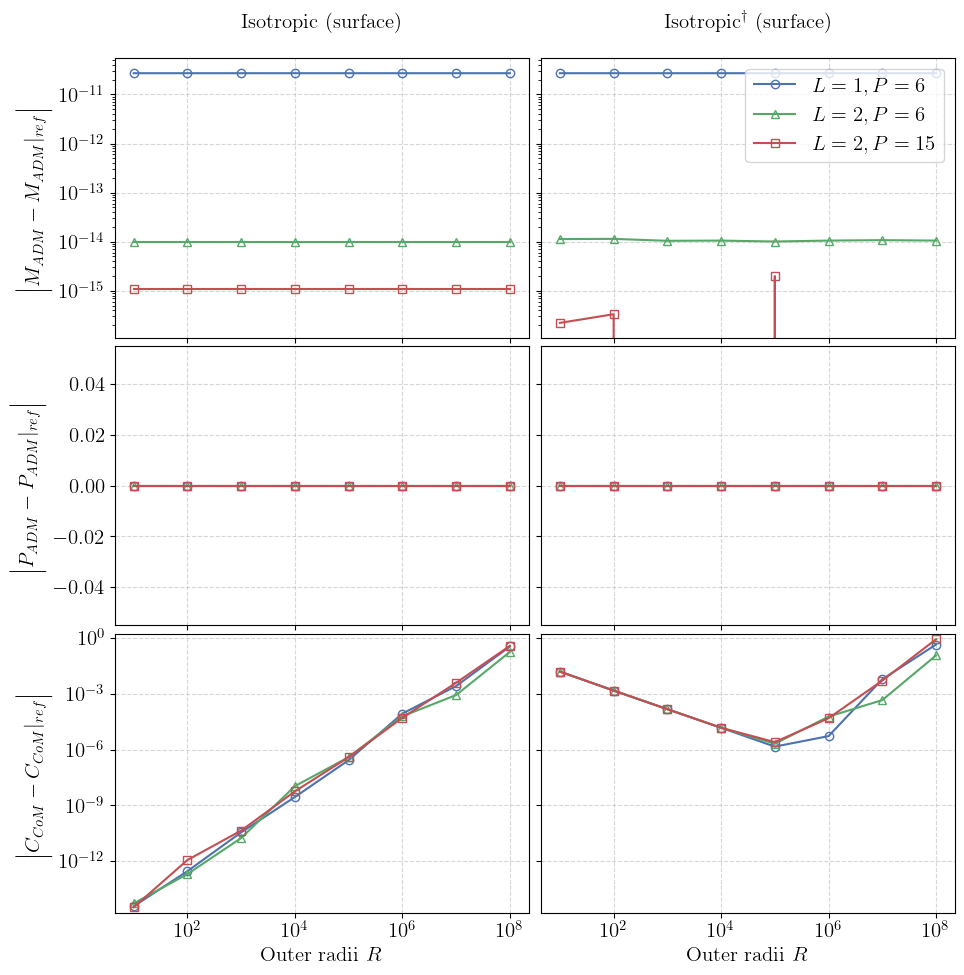 Isotropic (surface)
Isotropic† (surface)
|M_ADM − M_ADM|_ref|
10^−11
10^−12
10^−13
10^−14
10^−15
L = 1, P = 6
L = 2, P = 6
L = 2, P = 15
|P_ADM − P_ADM|_ref|
0.04
0.02
0.00
−0.02
−0.04
|C_CoM − C_CoM|_ref|
10^0
10^−3
10^−6
10^−9
10^−12
10^2
10^4
10^6
10^8
10^2
10^4
10^6
10^8
Outer radii R
Outer radii R